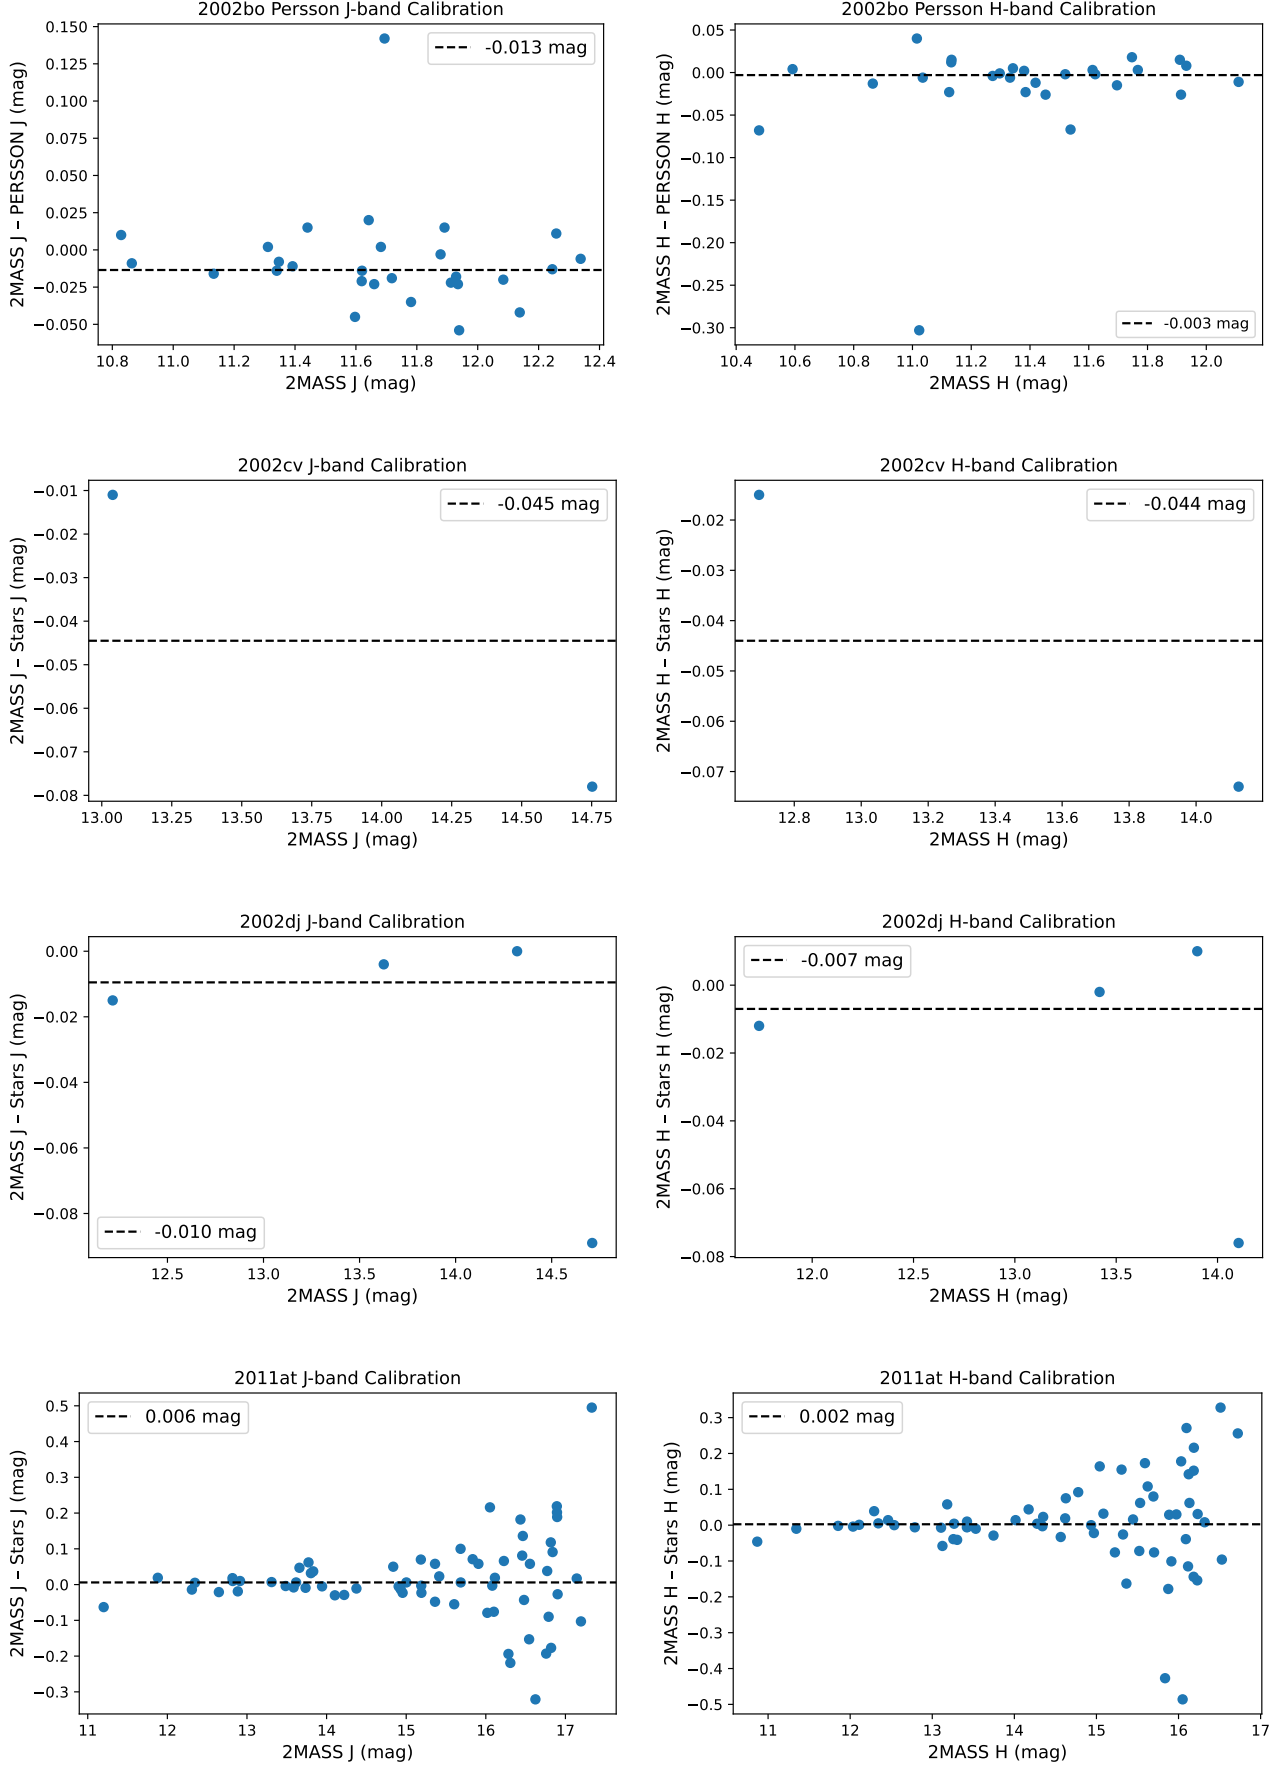 2002bo Persson J-band Calibration
2MASS J − PERSSON J (mag)
0.150
0.125
0.100
0.075
0.050
0.025
0.000
−0.025
−0.050
-0.013 mag
10.8 11.0 11.2 11.4 11.6 11.8 12.0 12.2 12.4
2MASS J (mag)
2002bo Persson H-band Calibration
2MASS H − PERSSON H (mag)
0.05
0.00
−0.05
−0.10
−0.15
−0.20
−0.25
−0.30
-0.003 mag
10.4 10.6 10.8 11.0 11.2 11.4 11.6 11.8 12.0
2MASS H (mag)
2002cv J-band Calibration
2MASS J − Stars J (mag)
−0.01
−0.02
−0.03
−0.04
−0.05
−0.06
−0.07
−0.08
-0.045 mag
13.00 13.25 13.50 13.75 14.00 14.25 14.50 14.75
2MASS J (mag)
2002cv H-band Calibration
2MASS H − Stars H (mag)
−0.02
−0.03
−0.04
−0.05
−0.06
−0.07
-0.044 mag
12.8 13.0 13.2 13.4 13.6 13.8 14.0
2MASS H (mag)
2002dj J-band Calibration
2MASS J − Stars J (mag)
0.00
−0.02
−0.04
−0.06
−0.08
-0.010 mag
12.5 13.0 13.5 14.0 14.5
2MASS J (mag)
2002dj H-band Calibration
2MASS H − Stars H (mag)
0.00
−0.02
−0.04
−0.06
−0.08
-0.007 mag
12.0 12.5 13.0 13.5 14.0
2MASS H (mag)
2011at J-band Calibration
2MASS J − Stars J (mag)
0.5
0.4
0.3
0.2
0.1
0.0
−0.1
−0.2
−0.3
0.006 mag
11 12 13 14 15 16 17
2MASS J (mag)
2011at H-band Calibration
2MASS H − Stars H (mag)
0.3
0.2
0.1
0.0
−0.1
−0.2
−0.3
−0.4
−0.5
0.002 mag
11 12 13 14 15 16 17
2MASS H (mag)